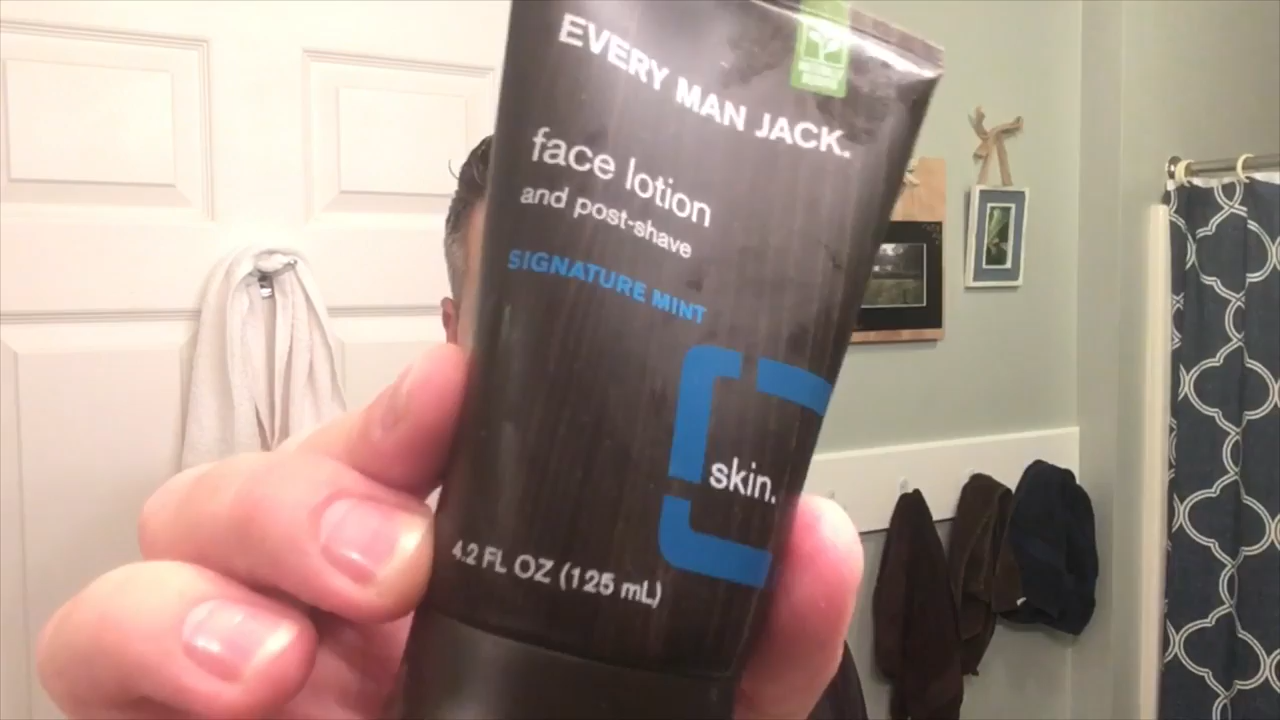 EVERY MAN JACK.
face lotion
and post-shave
SIGNATURE MINT
skin.
4.2 FL OZ (125 mL)